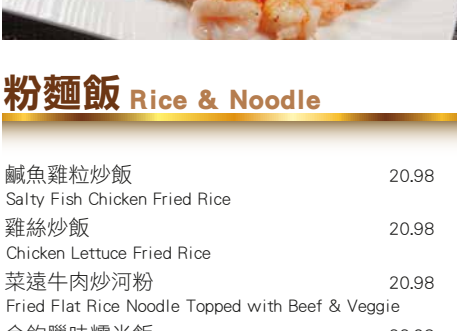 粉麵飯 Rice & Noodle
鹹魚雞粒炒飯 20.98
Salty Fish Chicken Fried Rice
雞絲炒飯 20.98
Chicken Lettuce Fried Rice
菜遠牛肉炒河粉 20.98
Fried Flat Rice Noodle Topped with Beef & Veggie